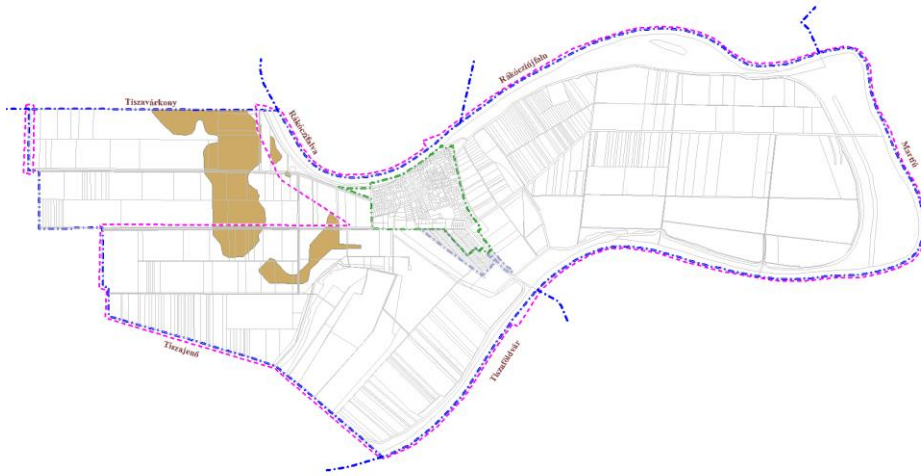 Rákócziújfalu
Tiszavárkony
Rákóczifalva
Martfű
Tiszajenő
Tiszaföldvár